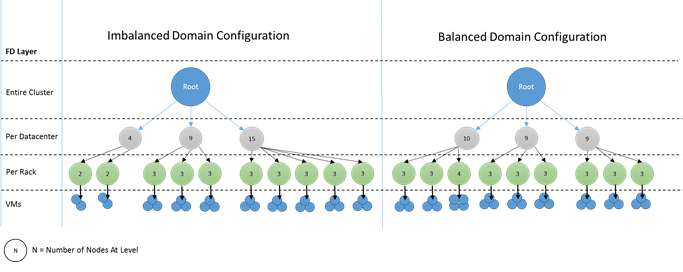 Imbalanced Domain Configuration
Balanced Domain Configuration
FD Layer
Entire Cluster
Root
Root
Per Datacenter
4 9 15
10 9 9
Per Rack
2 2 3 3 3 3 3 3 3 3
3 3 4 3 3 3 3 3 3
VMs
N N = Number of Nodes At Level